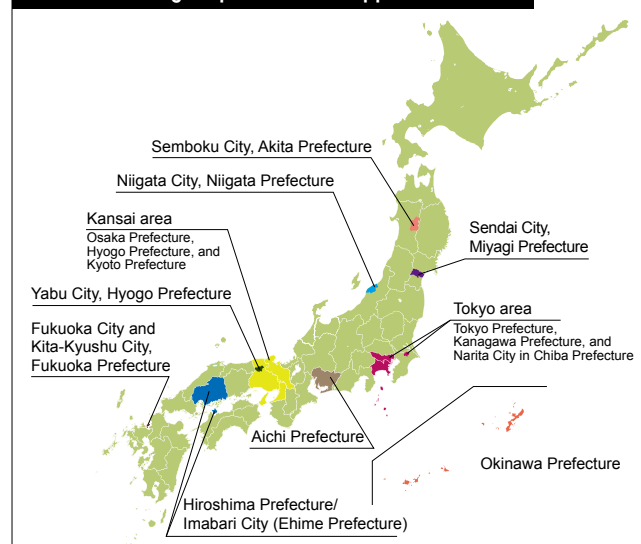 Semboku City, Akita Prefecture
Niigata City, Niigata Prefecture
Kansai area
Osaka Prefecture,
Hyogo Prefecture, and
Kyoto Prefecture
Sendai City,
Miyagi Prefecture
Yabu City, Hyogo Prefecture
Tokyo area
Tokyo Prefecture,
Kanagawa Prefecture, and
Narita City in Chiba Prefecture
Fukuoka City and
Kita-Kyushu City,
Fukuoka Prefecture
Aichi Prefecture
Okinawa Prefecture
Hiroshima Prefecture/
Imabari City (Ehime Prefecture)